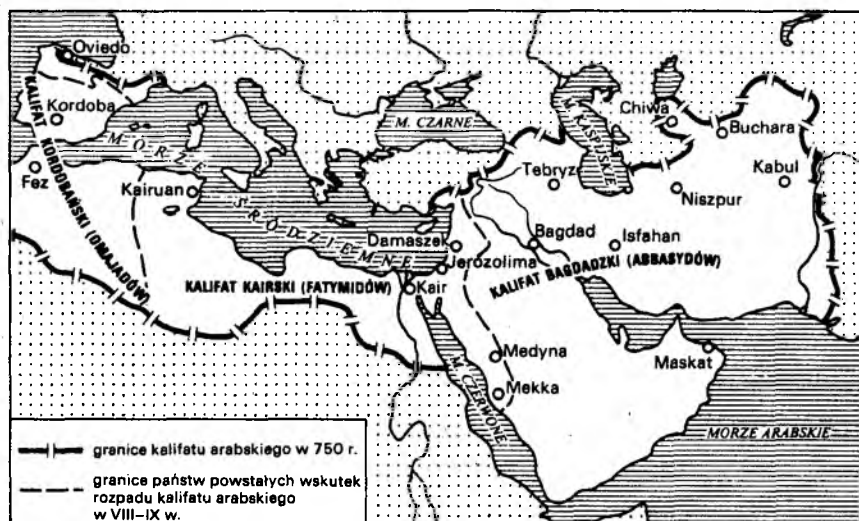 Oviedo
KALIFAT KORDOBAŃSKI (OMAJADÓW)
Kordoba
MORZE ŚRÓDZIEMNE
Fez
Kairuan
M. CZARNE
M. KASPIJSKIE
Chiwa
Buchara
Tebryz
Niszpur
Kabul
Damaszek
Bagdad
Isfahan
Jerozolima
KALIFAT BAGDADZKI (ABBASYDÓW)
KALIFAT KAIRSKI (FATYMIDÓW)
Kair
Medyna
Mekka
M. CZERWONE
Maskat
MORZE ARABSKIE
granice kalifatu arabskiego w 750 r.
granice państw powstałych wskutek
rozpadu kalifatu arabskiego
w VIII–IX w.